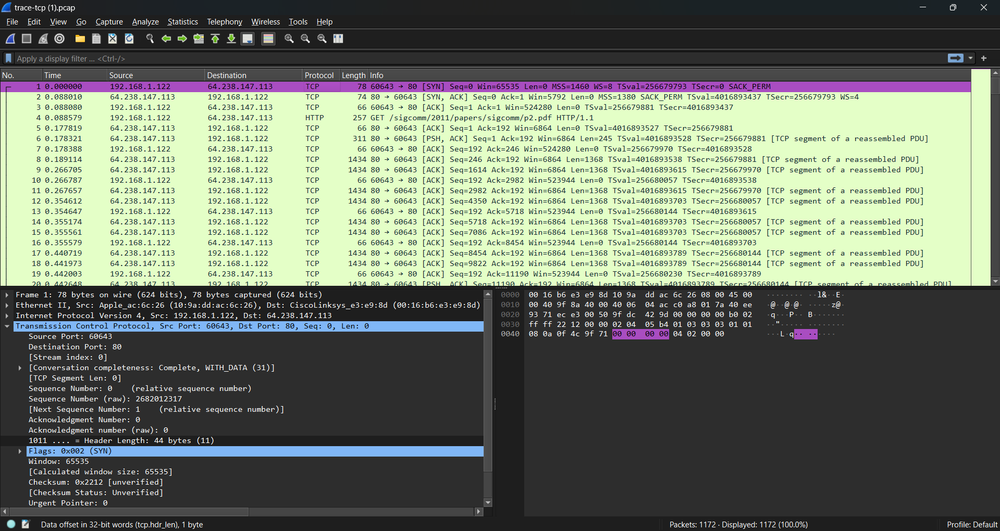 trace-tcp (1).pcap
File Edit View Go Capture Analyze Statistics Telephony Wireless Tools Help
Apply a display filter ... <Ctrl-/>
No. Time Source Destination Protocol Length Info
1 0.000000 192.168.1.122 64.238.147.113 TCP 78 60643 → 80 [SYN] Seq=0 Win=65535 Len=0 MSS=1460 WS=8 TSval=256679793 TSecr=0 SACK_PERM
2 0.088010 64.238.147.113 192.168.1.122 TCP 74 80 → 60643 [SYN, ACK] Seq=0 Ack=1 Win=5792 Len=0 MSS=1380 SACK_PERM TSval=4016893437 TSecr=256679793 WS=4
3 0.088080 192.168.1.122 64.238.147.113 TCP 66 60643 → 80 [ACK] Seq=1 Ack=1 Win=524280 Len=0 TSval=256679881 TSecr=4016893437
4 0.088579 192.168.1.122 64.238.147.113 HTTP 257 GET /sigcomm/2011/papers/sigcomm/p2.pdf HTTP/1.1
5 0.177819 64.238.147.113 192.168.1.122 TCP 66 80 → 60643 [ACK] Seq=1 Ack=192 Win=6864 Len=0 TSval=4016893527 TSecr=256679881
6 0.178321 64.238.147.113 192.168.1.122 TCP 311 80 → 60643 [PSH, ACK] Seq=1 Ack=192 Win=6864 Len=245 TSval=4016893528 TSecr=256679881 [TCP segment of a reassembled PDU]
7 0.178388 192.168.1.122 64.238.147.113 TCP 66 60643 → 80 [ACK] Seq=192 Ack=246 Win=524280 Len=0 TSval=256679970 TSecr=4016893528
8 0.189114 64.238.147.113 192.168.1.122 TCP 1434 80 → 60643 [ACK] Seq=246 Ack=192 Win=6864 Len=1368 TSval=4016893538 TSecr=256679881 [TCP segment of a reassembled PDU]
9 0.266705 64.238.147.113 192.168.1.122 TCP 1434 80 → 60643 [ACK] Seq=1614 Ack=192 Win=6864 Len=1368 TSval=4016893615 TSecr=256679970 [TCP segment of a reassembled PDU]
10 0.266787 192.168.1.122 64.238.147.113 TCP 66 60643 → 80 [ACK] Seq=192 Ack=2982 Win=523944 Len=0 TSval=256680057 TSecr=4016893538
11 0.267657 64.238.147.113 192.168.1.122 TCP 1434 80 → 60643 [ACK] Seq=2982 Ack=192 Win=6864 Len=1368 TSval=4016893615 TSecr=256679970 [TCP segment of a reassembled PDU]
12 0.354612 64.238.147.113 192.168.1.122 TCP 1434 80 → 60643 [ACK] Seq=4350 Ack=192 Win=6864 Len=1368 TSval=4016893703 TSecr=256680057 [TCP segment of a reassembled PDU]
13 0.354647 192.168.1.122 64.238.147.113 TCP 66 60643 → 80 [ACK] Seq=192 Ack=5718 Win=523944 Len=0 TSval=256680144 TSecr=4016893615
14 0.355174 64.238.147.113 192.168.1.122 TCP 1434 80 → 60643 [ACK] Seq=5718 Ack=192 Win=6864 Len=1368 TSval=4016893703 TSecr=256680057 [TCP segment of a reassembled PDU]
15 0.355561 64.238.147.113 192.168.1.122 TCP 1434 80 → 60643 [ACK] Seq=7086 Ack=192 Win=6864 Len=1368 TSval=4016893703 TSecr=256680057 [TCP segment of a reassembled PDU]
16 0.355579 192.168.1.122 64.238.147.113 TCP 66 60643 → 80 [ACK] Seq=192 Ack=8454 Win=523944 Len=0 TSval=256680144 TSecr=4016893703
17 0.440719 64.238.147.113 192.168.1.122 TCP 1434 80 → 60643 [ACK] Seq=8454 Ack=192 Win=6864 Len=1368 TSval=4016893789 TSecr=256680144 [TCP segment of a reassembled PDU]
18 0.441973 64.238.147.113 192.168.1.122 TCP 1434 80 → 60643 [ACK] Seq=9822 Ack=192 Win=6864 Len=1368 TSval=4016893789 TSecr=256680144 [TCP segment of a reassembled PDU]
19 0.442003 192.168.1.122 64.238.147.113 TCP 66 60643 → 80 [ACK] Seq=192 Ack=11190 Win=523944 Len=0 TSval=256680230 TSecr=4016893789
20 0.442648 64.238.147.113 192.168.1.122 TCP 1434 80 → 60643 [PSH, ACK] Seq=11190 Ack=192 Win=6864 Len=1368 TSval=4016893789 TSecr=256680144 [TCP segment of a reassembled PDU]
Frame 1: 78 bytes on wire (624 bits), 78 bytes captured (624 bits)
Ethernet II, Src: Apple_ac:6c:26 (10:9a:dd:ac:6c:26), Dst: CiscoLinksys_e3:e9:8d (00:16:b6:e3:e9:8d)
Internet Protocol Version 4, Src: 192.168.1.122, Dst: 64.238.147.113
Transmission Control Protocol, Src Port: 60643, Dst Port: 80, Seq: 0, Len: 0
Source Port: 60643
Destination Port: 80
[Stream index: 0]
[Conversation completeness: Complete, WITH_DATA (31)]
[TCP Segment Len: 0]
Sequence Number: 0 (relative sequence number)
Sequence Number (raw): 2682012317
[Next Sequence Number: 1 (relative sequence number)]
Acknowledgment Number: 0
Acknowledgment number (raw): 0
1011 .... = Header Length: 44 bytes (11)
Flags: 0x002 (SYN)
Window: 65535
[Calculated window size: 65535]
Checksum: 0x2212 [unverified]
[Checksum Status: Unverified]
Urgent Pointer: 0
0000 00 16 b6 e3 e9 8d 10 9a dd ac 6c 26 08 00 45 00 ········ ··l&··E·
0010 00 40 9f 8a 40 00 40 06 04 ac c0 a8 01 7a 40 ee ·@··@·@· ·····z@·
0020 93 71 ec e3 00 50 9f dc 42 9d 00 00 00 00 b0 02 ·q···P·· B·······
0030 ff ff 22 12 00 00 02 04 05 b4 01 03 03 03 01 01 ··"····· ········
0040 08 0a 0f 4c 9f 71 00 00 00 00 04 02 00 00 ···L·q·· ······
Data offset in 32-bit words (tcp.hdr_len), 1 byte
Packets: 1172 · Displayed: 1172 (100.0%)
Profile: Default